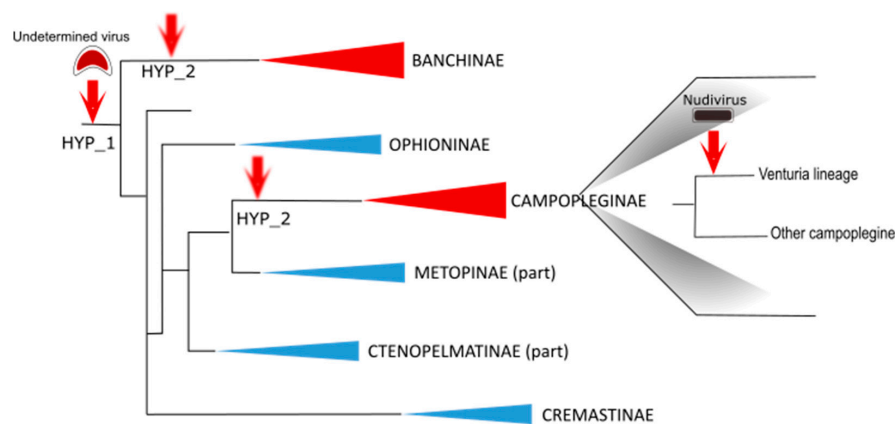 Undetermined virus
HYP_2
BANCHINAE
HYP_1
Nudivirus
OPHIONINAE
HYP_2
CAMPOPLEGINAE
Venturia lineage
Other campoplegine
METOPINAE (part)
CTENOPELMATINAE (part)
CREMASTINAE